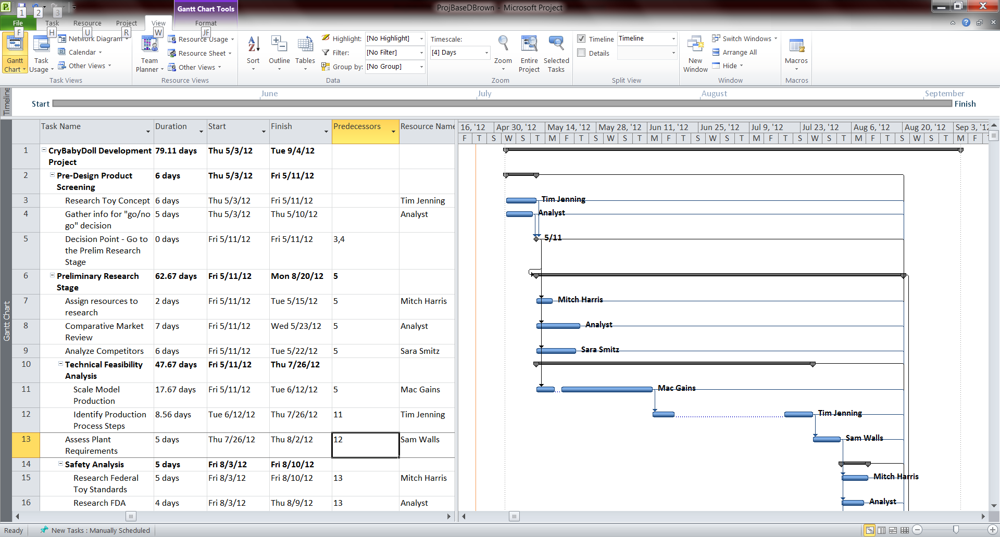 ProjBaseDBrown - Microsoft Project
Gantt Chart Tools
1 2 3
File Task Resource Project View Format
F H U R W JF
Gantt Chart
Task Usage
Network Diagram
Calendar
Other Views
Task Views
Team Planner
Resource Usage
Resource Sheet
Other Views
Resource Views
Sort
Outline
Tables
Highlight: [No Highlight]
Filter: [No Filter]
Group by: [No Group]
Data
Timescale:
[4] Days
Zoom
Entire Project
Selected Tasks
Zoom
Timeline Timeline
Details
Split View
New Window
Switch Windows
Arrange All
Hide
Window
Macros
Macros
Timeline
June July August September
Start Finish
Gantt Chart
Task Name Duration Start Finish Predecessors Resource Name
16, '12 Apr 30, '12 May 14, '12 May 28, '12 Jun 11, '12 Jun 25, '12 Jul 9, '12 Jul 23, '12 Aug 6, '12 Aug 20, '12 Sep 3, '12
F T S W S T M F T S W S T M F T S W S T M F T S W S T M F T S W S T M F
1 CryBabyDoll Development 79.11 days Thu 5/3/12 Tue 9/4/12
Project
2 Pre-Design Product 6 days Thu 5/3/12 Fri 5/11/12
Screening
3 Research Toy Concept 6 days Thu 5/3/12 Fri 5/11/12 Tim Jenning
Tim Jenning
4 Gather info for "go/no 5 days Thu 5/3/12 Thu 5/10/12 Analyst
go" decision
Analyst
5 Decision Point - Go to 0 days Fri 5/11/12 Fri 5/11/12 3,4
the Prelim Research
Stage
5/11
6 Preliminary Research 62.67 days Fri 5/11/12 Mon 8/20/12 5
Stage
7 Assign resources to 2 days Fri 5/11/12 Tue 5/15/12 5 Mitch Harris
research
Mitch Harris
8 Comparative Market 7 days Fri 5/11/12 Wed 5/23/12 5 Analyst
Review
Analyst
9 Analyze Competitors 6 days Fri 5/11/12 Tue 5/22/12 5 Sara Smitz
Sara Smitz
10 Technical Feasibility 47.67 days Fri 5/11/12 Thu 7/26/12
Analysis
11 Scale Model 17.67 days Fri 5/11/12 Tue 6/12/12 5 Mac Gains
Production
Mac Gains
12 Identify Production 8.56 days Tue 6/12/12 Thu 7/26/12 11 Tim Jenning
Process Steps
Tim Jenning
13 Assess Plant 5 days Thu 7/26/12 Thu 8/2/12 12 Sam Walls
Requirements
Sam Walls
14 Safety Analysis 5 days Fri 8/3/12 Fri 8/10/12
15 Research Federal 5 days Fri 8/3/12 Fri 8/10/12 13 Mitch Harris
Toy Standards
Mitch Harris
16 Research FDA 4 days Fri 8/3/12 Thu 8/9/12 13 Analyst
Analyst
Ready New Tasks : Manually Scheduled